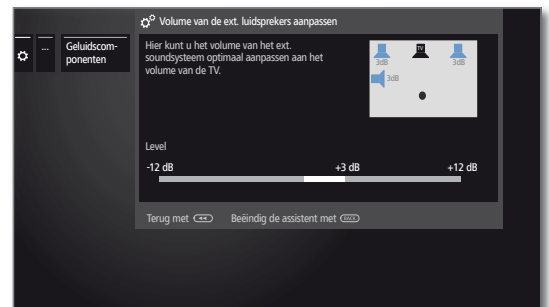 Volume van de ext. luidsprekers aanpassen
...
Geluidscom-
ponenten
Hier kunt u het volume van het ext.
soundsysteem optimaal aanpassen aan het
volume van de TV.
TV
3dB
3dB
3dB
Level
-12 dB
+3 dB
+12 dB
Terug met
Beëindig de assistent met BACK